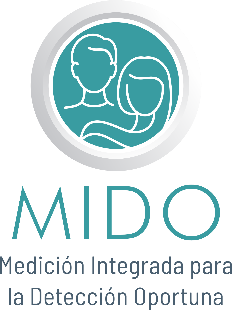 MIDO
Medición Integrada para
la Detección Oportuna